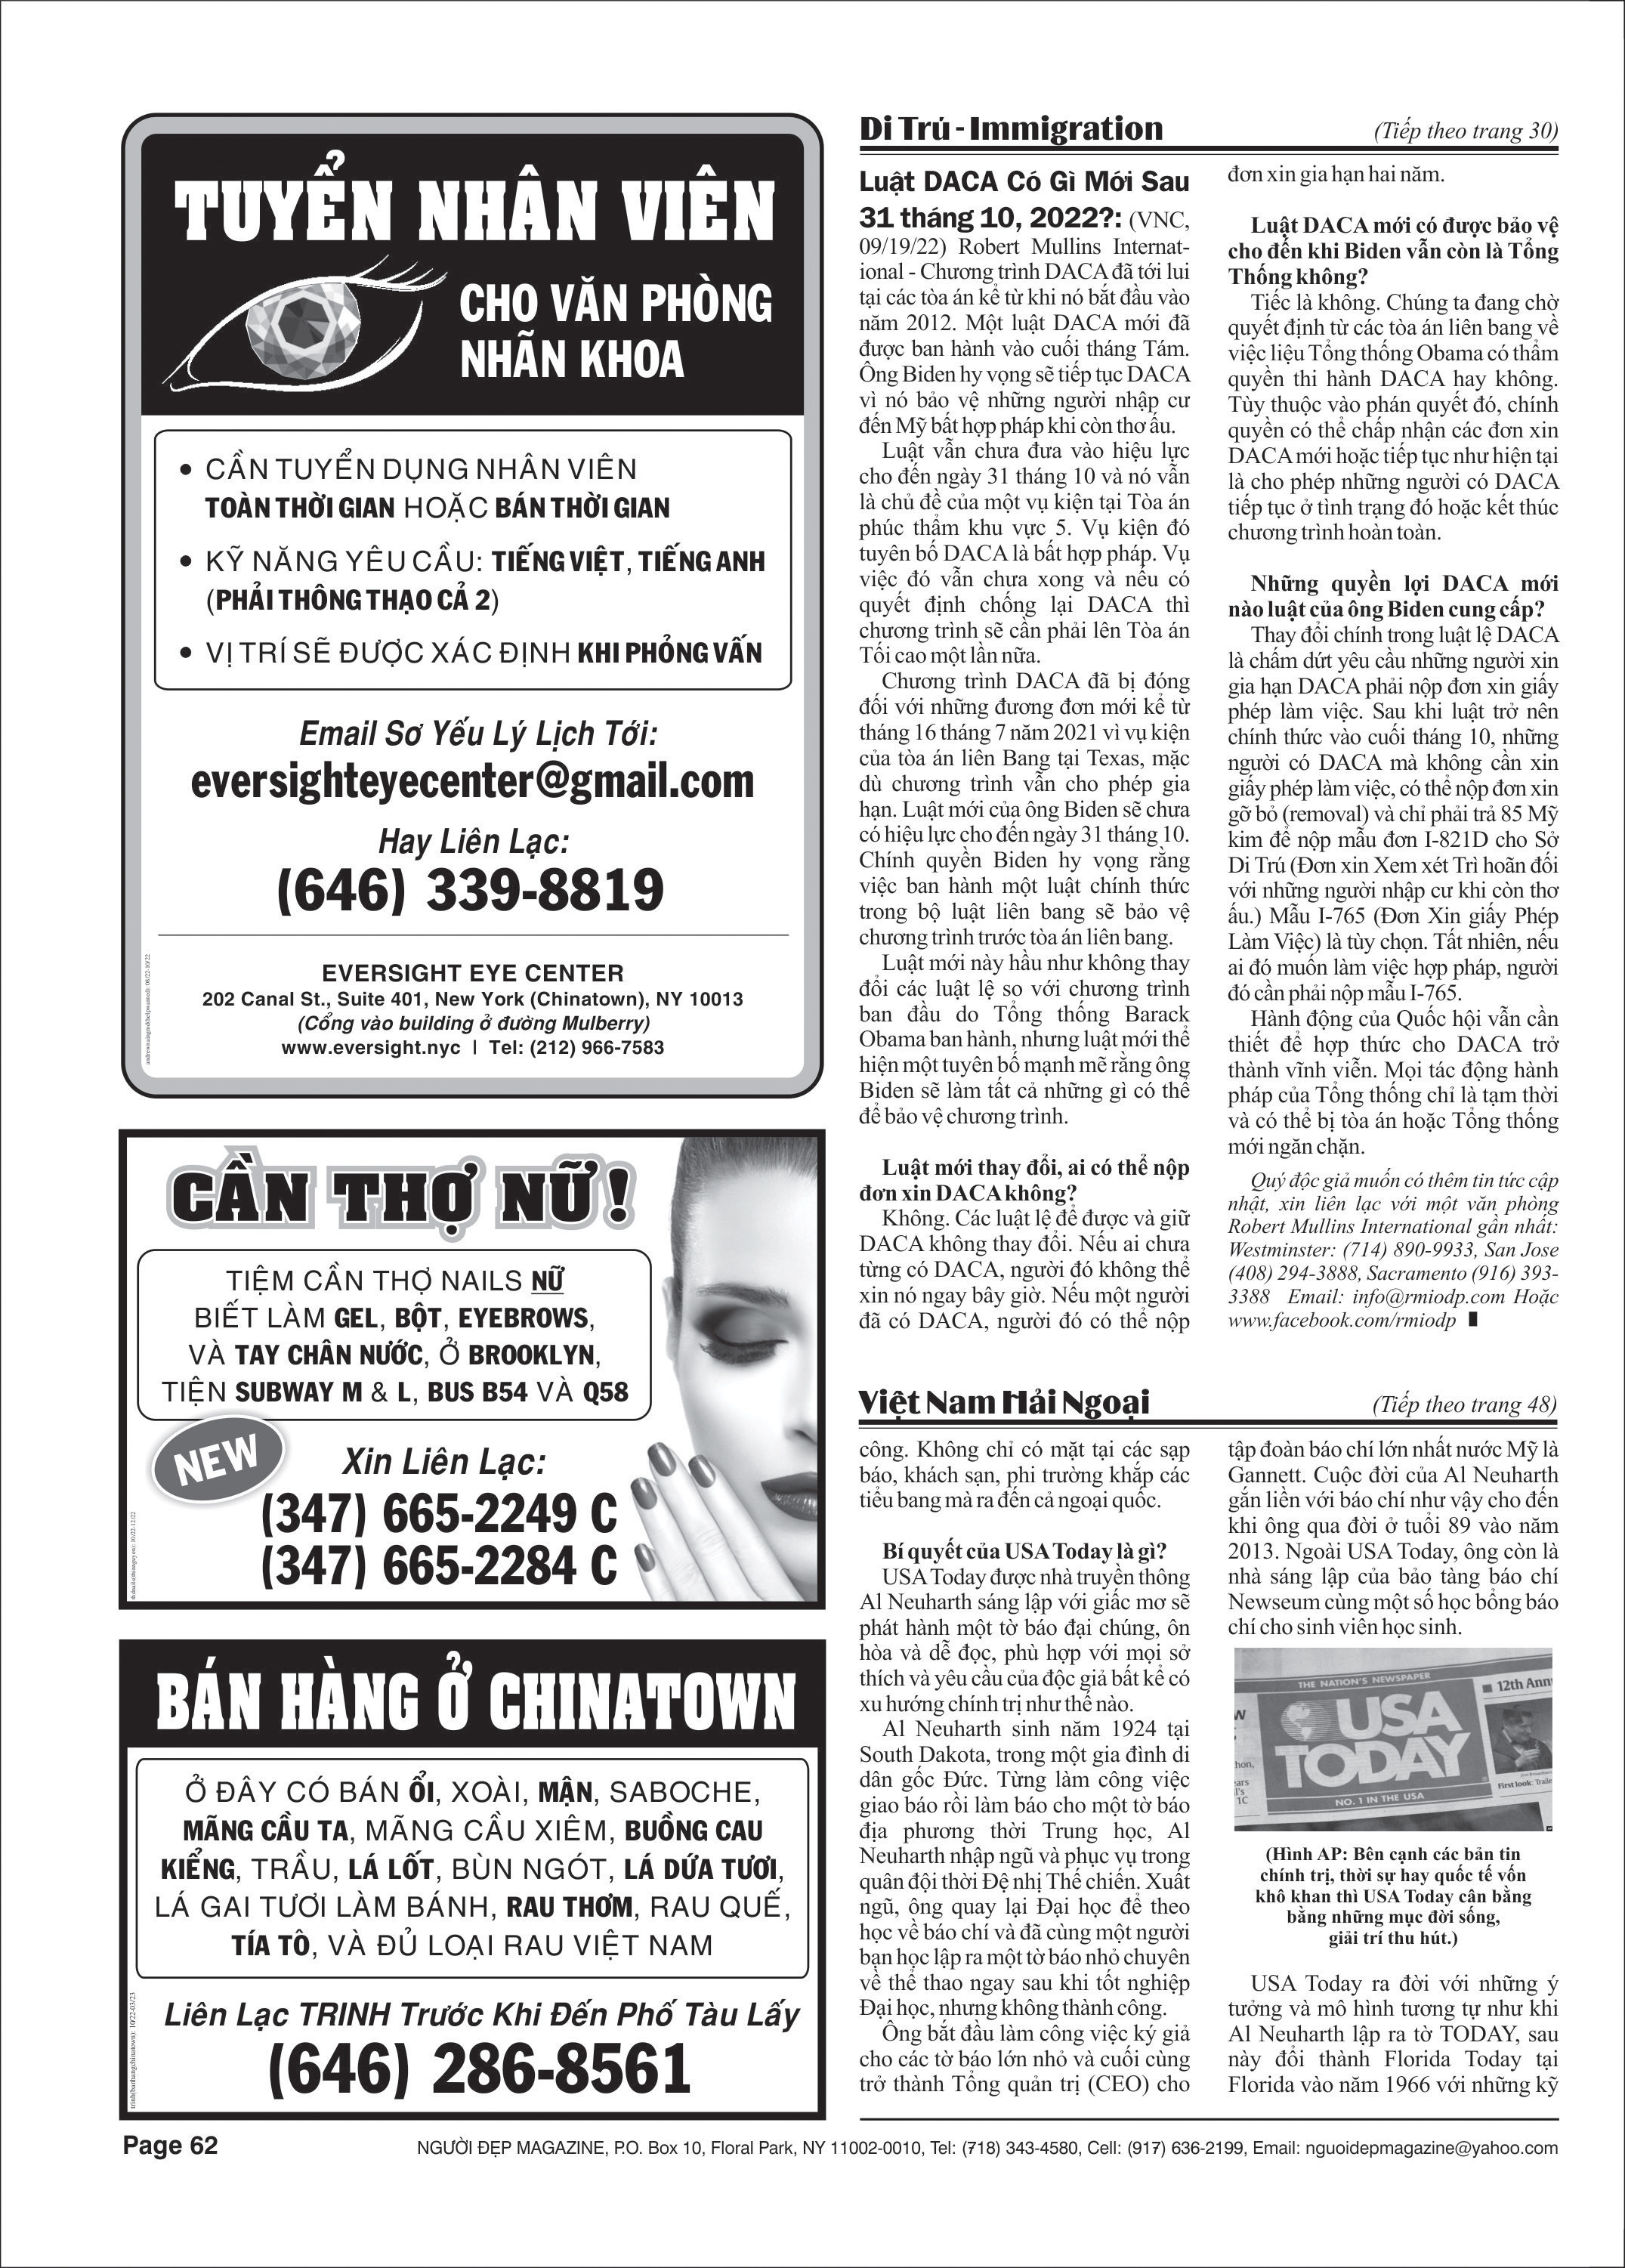 TUYỂN NHÂN VIÊN
CHO VĂN PHÒNG
NHÃN KHOA
• CẦN TUYỂN DỤNG NHÂN VIÊN
TOÀN THỜI GIAN HOẶC BÁN THỜI GIAN
• KỸ NĂNG YÊU CẦU: TIẾNG VIỆT, TIẾNG ANH
(PHẢI THÔNG THẠO CẢ 2)
• VỊ TRÍ SẼ ĐƯỢC XÁC ĐỊNH KHI PHỎNG VẤN
Email Sơ Yếu Lý Lịch Tới:
eversighteyecenter@gmail.com
Hay Liên Lạc:
(646) 339-8819
EVERSIGHT EYE CENTER
202 Canal St., Suite 401, New York (Chinatown), NY 10013
(Cổng vào building ở đường Mulberry)
www.eversight.nyc | Tel: (212) 966-7583
CẦN THỢ NỮ!
TIỆM CẦN THỢ NAILS NỮ
BIẾT LÀM GEL, BỘT, EYEBROWS,
VÀ TAY CHÂN NƯỚC, Ở BROOKLYN,
TIỆN SUBWAY M & L, BUS B54 VÀ Q58
NEW
Xin Liên Lạc:
(347) 665-2249 C
(347) 665-2284 C
BÁN HÀNG Ở CHINATOWN
Ở ĐÂY CÓ BÁN ỔI, XOÀI, MẬN, SABOCHE,
MÃNG CẦU TA, MÃNG CẦU XIÊM, BUỒNG CAU
KIỂNG, TRẦU, LÁ LỐT, BÙN NGÓT, LÁ DỨA TƯƠI,
LÁ GAI TƯƠI LÀM BÁNH, RAU THƠM, RAU QUẾ,
TÍA TÔ, VÀ ĐỦ LOẠI RAU VIỆT NAM
Liên Lạc TRINH Trước Khi Đến Phố Tàu Lấy
(646) 286-8561
Di Trú - Immigration
(Tiếp theo trang 30)
Luật DACA Có Gì Mới Sau
31 tháng 10, 2022?: (VNC,
09/19/22) Robert Mullins Internat-
ional - Chương trình DACA đã tới lui
tại các tòa án kể từ khi nó bắt đầu vào
năm 2012. Một luật DACA mới đã
được ban hành vào cuối tháng Tám.
Ông Biden hy vọng sẽ tiếp tục DACA
vì nó bảo vệ những người nhập cư
đến Mỹ bất hợp pháp khi còn thơ ấu.
Luật vẫn chưa đưa vào hiệu lực
cho đến ngày 31 tháng 10 và nó vẫn
là chủ đề của một vụ kiện tại Tòa án
phúc thẩm khu vực 5. Vụ kiện đó
tuyên bố DACA là bất hợp pháp. Vụ
việc đó vẫn chưa xong và nếu có
quyết định chống lại DACA thì
chương trình sẽ cần phải lên Tòa án
Tối cao một lần nữa.
Chương trình DACA đã bị đóng
đối với những đương đơn mới kể từ
tháng 16 tháng 7 năm 2021 vì vụ kiện
của tòa án liên Bang tại Texas, mặc
dù chương trình vẫn cho phép gia
hạn. Luật mới của ông Biden sẽ chưa
có hiệu lực cho đến ngày 31 tháng 10.
Chính quyền Biden hy vọng rằng
việc ban hành một luật chính thức
trong bộ luật liên bang sẽ bảo vệ
chương trình trước tòa án liên bang.
Luật mới này hầu như không thay
đổi các luật lệ so với chương trình
ban đầu do Tổng thống Barack
Obama ban hành, nhưng luật mới thể
hiện một tuyên bố mạnh mẽ rằng ông
Biden sẽ làm tất cả những gì có thể
để bảo vệ chương trình.
Luật mới thay đổi, ai có thể nộp
đơn xin DACA không?
Không. Các luật lệ để được và giữ
DACA không thay đổi. Nếu ai chưa
từng có DACA, người đó không thể
xin nó ngay bây giờ. Nếu một người
đã có DACA, người đó có thể nộp
đơn xin gia hạn hai năm.
Luật DACA mới có được bảo vệ
cho đến khi Biden vẫn còn là Tổng
Thống không?
Tiếc là không. Chúng ta đang chờ
quyết định từ các tòa án liên bang về
việc liệu Tổng thống Obama có thẩm
quyền thi hành DACA hay không.
Tùy thuộc vào phán quyết đó, chính
quyền có thể chấp nhận các đơn xin
DACA mới hoặc tiếp tục như hiện tại
là cho phép những người có DACA
tiếp tục ở tình trạng đó hoặc kết thúc
chương trình hoàn toàn.
Những quyền lợi DACA mới
nào luật của ông Biden cung cấp?
Thay đổi chính trong luật lệ DACA
là chấm dứt yêu cầu những người xin
gia hạn DACA phải nộp đơn xin giấy
phép làm việc. Sau khi luật trở nên
chính thức vào cuối tháng 10, những
người có DACA mà không cần xin
giấy phép làm việc, có thể nộp đơn xin
gỡ bỏ (removal) và chỉ phải trả 85 Mỹ
kim để nộp mẫu đơn I-821D cho Sở
Di Trú (Đơn xin Xem xét Trì hoãn đối
với những người nhập cư khi còn thơ
ấu.) Mẫu I-765 (Đơn Xin giấy Phép
Làm Việc) là tùy chọn. Tất nhiên, nếu
ai đó muốn làm việc hợp pháp, người
đó cần phải nộp mẫu I-765.
Hành động của Quốc hội vẫn cần
thiết để hợp thức cho DACA trở
thành vĩnh viễn. Mọi tác động hành
pháp của Tổng thống chỉ là tạm thời
và có thể bị tòa án hoặc Tổng thống
mới ngăn chặn.
Quý độc giả muốn có thêm tin tức cập
nhật, xin liên lạc với một văn phòng
Robert Mullins International gần nhất:
Westminster: (714) 890-9933, San Jose
(408) 294-3888, Sacramento (916) 393-
3388 Email: info@rmiodp.com Hoặc
www.facebook.com/rmiodp
Việt Nam Hải Ngoại
(Tiếp theo trang 48)
công. Không chỉ có mặt tại các sạp
báo, khách sạn, phi trường khắp các
tiểu bang mà ra đến cả ngoại quốc.
Bí quyết của USA Today là gì?
USA Today được nhà truyền thông
Al Neuharth sáng lập với giấc mơ sẽ
phát hành một tờ báo đại chúng, ôn
hòa và dễ đọc, phù hợp với mọi sở
thích và yêu cầu của độc giả bất kể có
xu hướng chính trị như thế nào.
Al Neuharth sinh năm 1924 tại
South Dakota, trong một gia đình di
dân gốc Đức. Từng làm công việc
giao báo rồi làm báo cho một tờ báo
địa phương thời Trung học, Al
Neuharth nhập ngũ và phục vụ trong
quân đội thời Đệ nhị Thế chiến. Xuất
ngũ, ông quay lại Đại học để theo
học về báo chí và đã cùng một người
bạn học lập ra một tờ báo nhỏ chuyên
về thể thao ngay sau khi tốt nghiệp
Đại học, nhưng không thành công.
Ông bắt đầu làm công việc ký giả
cho các tờ báo lớn nhỏ và cuối cùng
trở thành Tổng quản trị (CEO) cho
tập đoàn báo chí lớn nhất nước Mỹ là
Gannett. Cuộc đời của Al Neuharth
gắn liền với báo chí như vậy cho đến
khi ông qua đời ở tuổi 89 vào năm
2013. Ngoài USA Today, ông còn là
nhà sáng lập của bảo tàng báo chí
Newseum cùng một số học bổng báo
chí cho sinh viên học sinh.
THE NATION'S NEWSPAPER
USA
TODAY
NO. 1 IN THE USA
12th Ann
First look:
(Hình AP: Bên cạnh các bản tin
chính trị, thời sự hay quốc tế vốn
khô khan thì USA Today cân bằng
bằng những mục đời sống,
giải trí thu hút.)
USA Today ra đời với những ý
tưởng và mô hình tương tự như khi
Al Neuharth lập ra tờ TODAY, sau
này đổi thành Florida Today tại
Florida vào năm 1966 với những kỹ
Page 62
NGƯỜI ĐẸP MAGAZINE, P.O. Box 10, Floral Park, NY 11002-0010, Tel: (718) 343-4580, Cell: (917) 636-2199, Email: nguoidepmagazine@yahoo.com